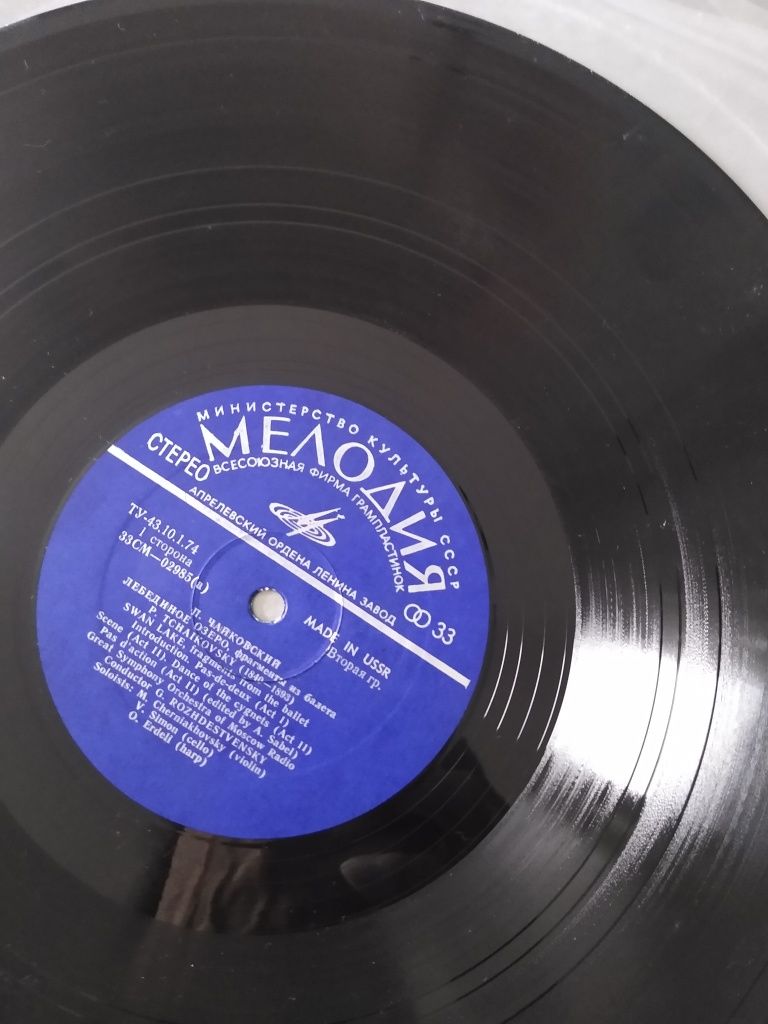 МИНИСТЕРСТВО КУЛЬТУРЫ СССР
МЕЛОДИЯ
СТЕРЕО
ВСЕСОЮЗНАЯ ФИРМА ГРАМПЛАСТИНОК
33
АПРЕЛЕВСКИЙ ОРДЕНА ЛЕНИНА ЗАВОД
ТУ-43.10.1.74
1 сторона
33СМ—02985(а)
MADE IN USSR
Вторая гр.
П. ЧАЙКОВСКИЙ
ЛЕБЕДИНОЕ ОЗЕРО, фрагменты из балета
P. TCHAIKOVSKY (1840—1893)
SWAN LAKE, fragments from the ballet
Introduction. Pas-de-deux (Act I)
Scene (Act II). Dance of the cygnets (Act II)
Pas d'action (Act II) (edited by A. Sabel)
Great Symphony Orchestra of Moscow Radio
Conductor G. ROZHDESTVENSKY
Soloists: M. Cherniakhovsky (violin)
V. Simon (cello)
O. Erdeli (harp)